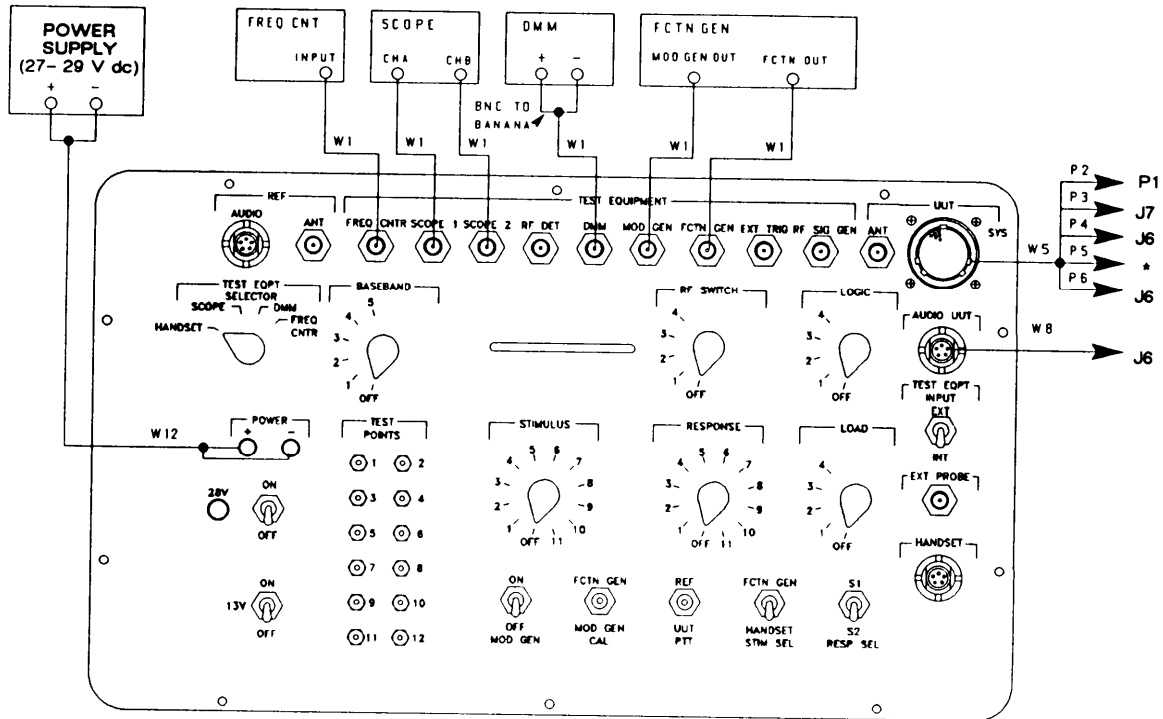 POWER
SUPPLY
(27-29 V dc)
+ -
FREQ CNT
INPUT
SCOPE
CHA CHB
DMM
+ -
BNC TO
BANANA
FCTN GEN
MOD GEN OUT FCTN OUT
W1 W1 W1 W1 W1 W1
P2 P1
P3 J7
P4 J6
P5 *
P6 J6
W5
REF
AUDIO
ANT
TEST EQUIPMENT
FREQ CNTR SCOPE 1 SCOPE 2 RF DET DMM MOD GEN FCTN GEN EXT TRIG RF SIG GEN ANT
UUT
SYS
TEST EQPT
SELECTOR
HANDSET SCOPE DMM FREQ
CNTR
BASEBAND
OFF 1 2 3 4 5
RF SWITCH
OFF 1 2 3 4
LOGIC
OFF 1 2 3 4
AUDIO UUT
W8 J6
TEST EQPT
INPUT
EXT
INT
W12
POWER
+ -
28V
ON
OFF
13V
ON
OFF
TEST
POINTS
1 2
3 4
5 6
7 8
9 10
11 12
STIMULUS
OFF 1 2 3 4 5 6 7 8 9 10 11
RESPONSE
OFF 1 2 3 4 5 6 7 8 9 10 11
LOAD
OFF 1 2 3 4
EXT PROBE
HANDSET
ON
OFF
MOD GEN
FCTN GEN
MOD GEN
CAL
REF
UUT
PTT
FCTN GEN
HANDSET
STIM SEL
S1
S2
RESP SEL